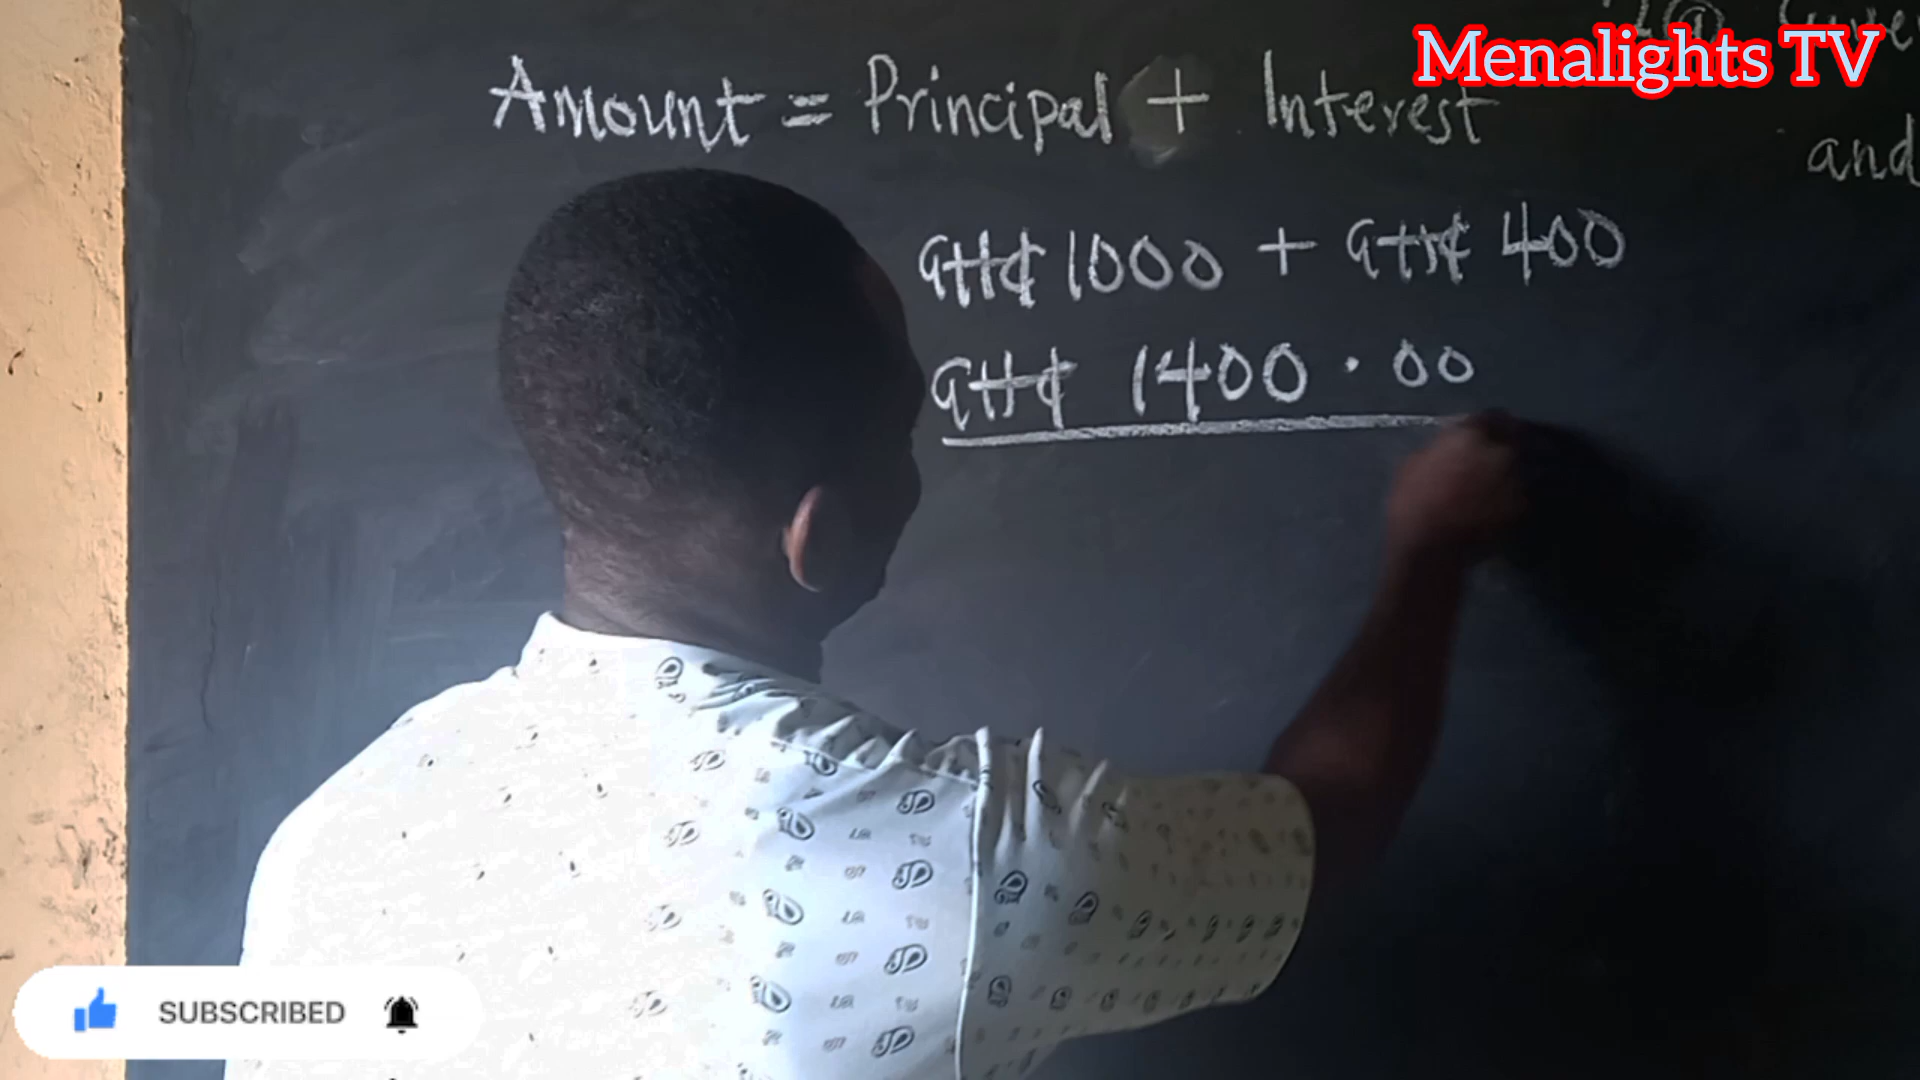 Menalights TV
Amount = Principal + Interest
and
GH¢ 1000 + GH¢ 400
GH¢ 1400.00
SUBSCRIBED